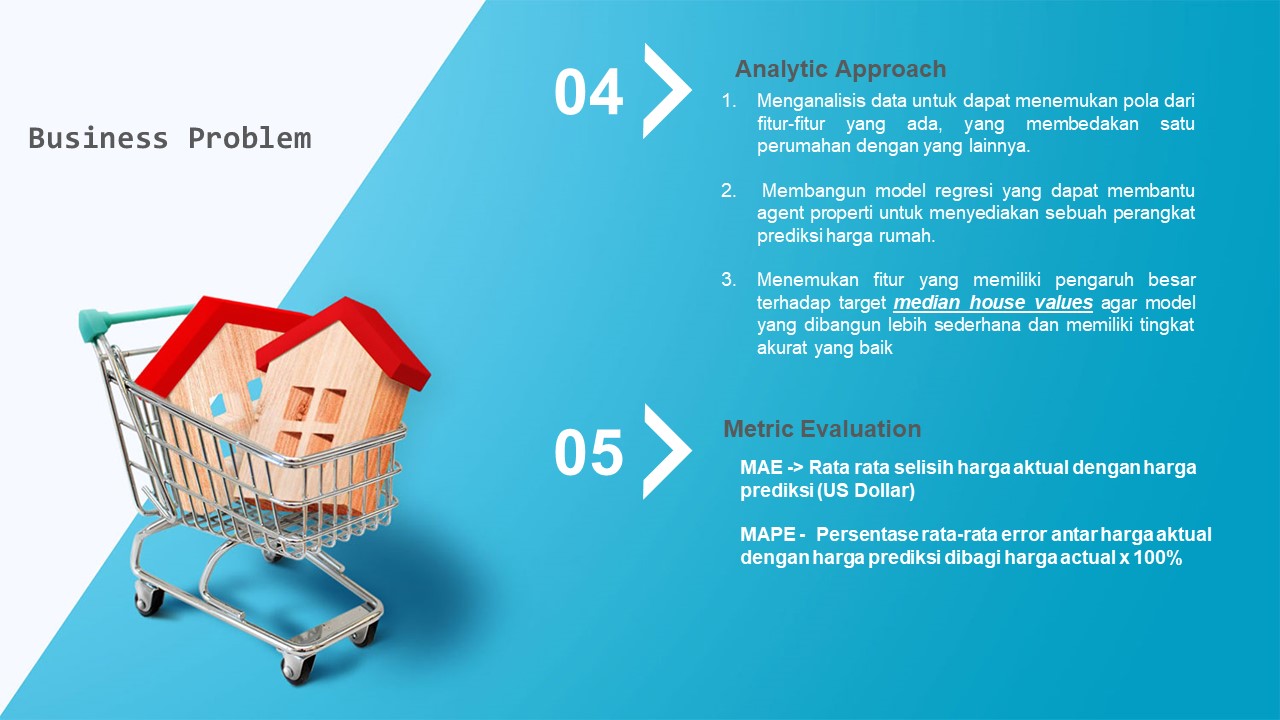 Business Problem
04
Analytic Approach
1. Menganalisis data untuk dapat menemukan pola dari
fitur-fitur yang ada, yang membedakan satu
perumahan dengan yang lainnya.
2. Membangun model regresi yang dapat membantu
agent properti untuk menyediakan sebuah perangkat
prediksi harga rumah.
3. Menemukan fitur yang memiliki pengaruh besar
terhadap target median house values agar model
yang dibangun lebih sederhana dan memiliki tingkat
akurat yang baik
05
Metric Evaluation
MAE -> Rata rata selisih harga aktual dengan harga
prediksi (US Dollar)
MAPE - Persentase rata-rata error antar harga aktual
dengan harga prediksi dibagi harga actual x 100%